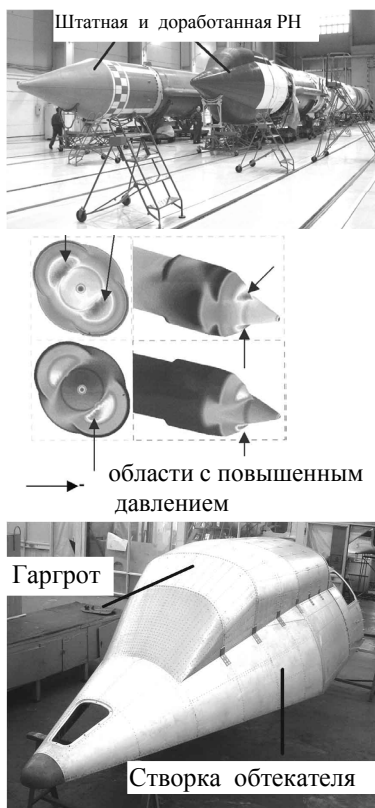 Штатная и доработанная РН
области с повышенным
давлением
Гаргрот
Створка обтекателя